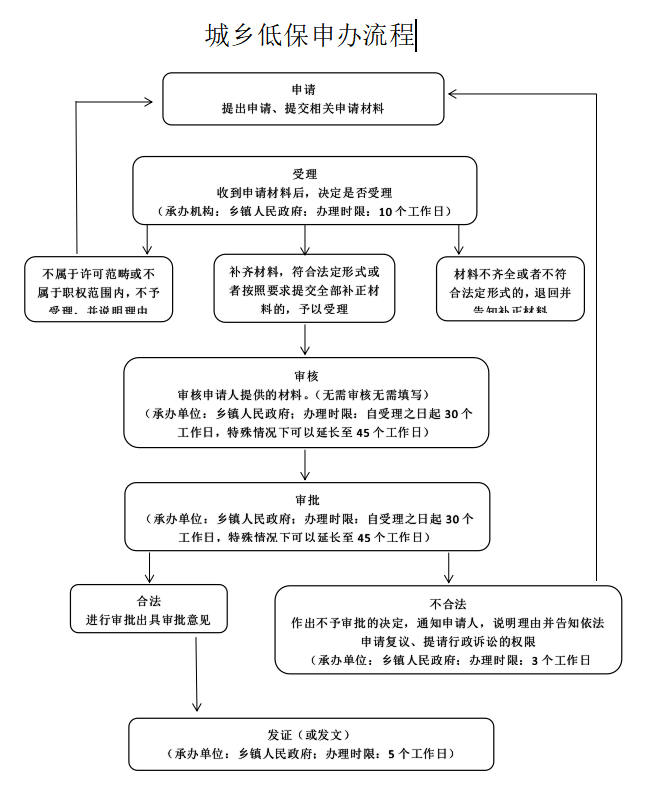 城乡低保申办流程
申请
提出申请、提交相关申请材料
受理
收到申请材料后，决定是否受理
（承办机构：乡镇人民政府；办理时限：10个工作日）
不属于许可范畴或不
属于职权范围内，不予
受理，并说明理由
补齐材料，符合法定形式或
者按照要求提交全部补正材
料的，予以受理
材料不齐全或者不符
合法定形式的，退回并
告知补正材料
审核
审核申请人提供的材料。（无需审核无需填写）
（承办单位：乡镇人民政府；办理时限：自受理之日起30个
工作日，特殊情况下可以延长至45个工作日）
审批
（承办单位：乡镇人民政府；办理时限：自受理之日起30个
工作日，特殊情况下可以延长至45个工作日）
合法
进行审批出具审批意见
不合法
作出不予审批的决定，通知申请人，说明理由并告知依法
申请复议、提请行政诉讼的权限
（承办单位：乡镇人民政府；办理时限：3个工作日
发证（或发文）
（承办单位：乡镇人民政府；办理时限：5个工作日）